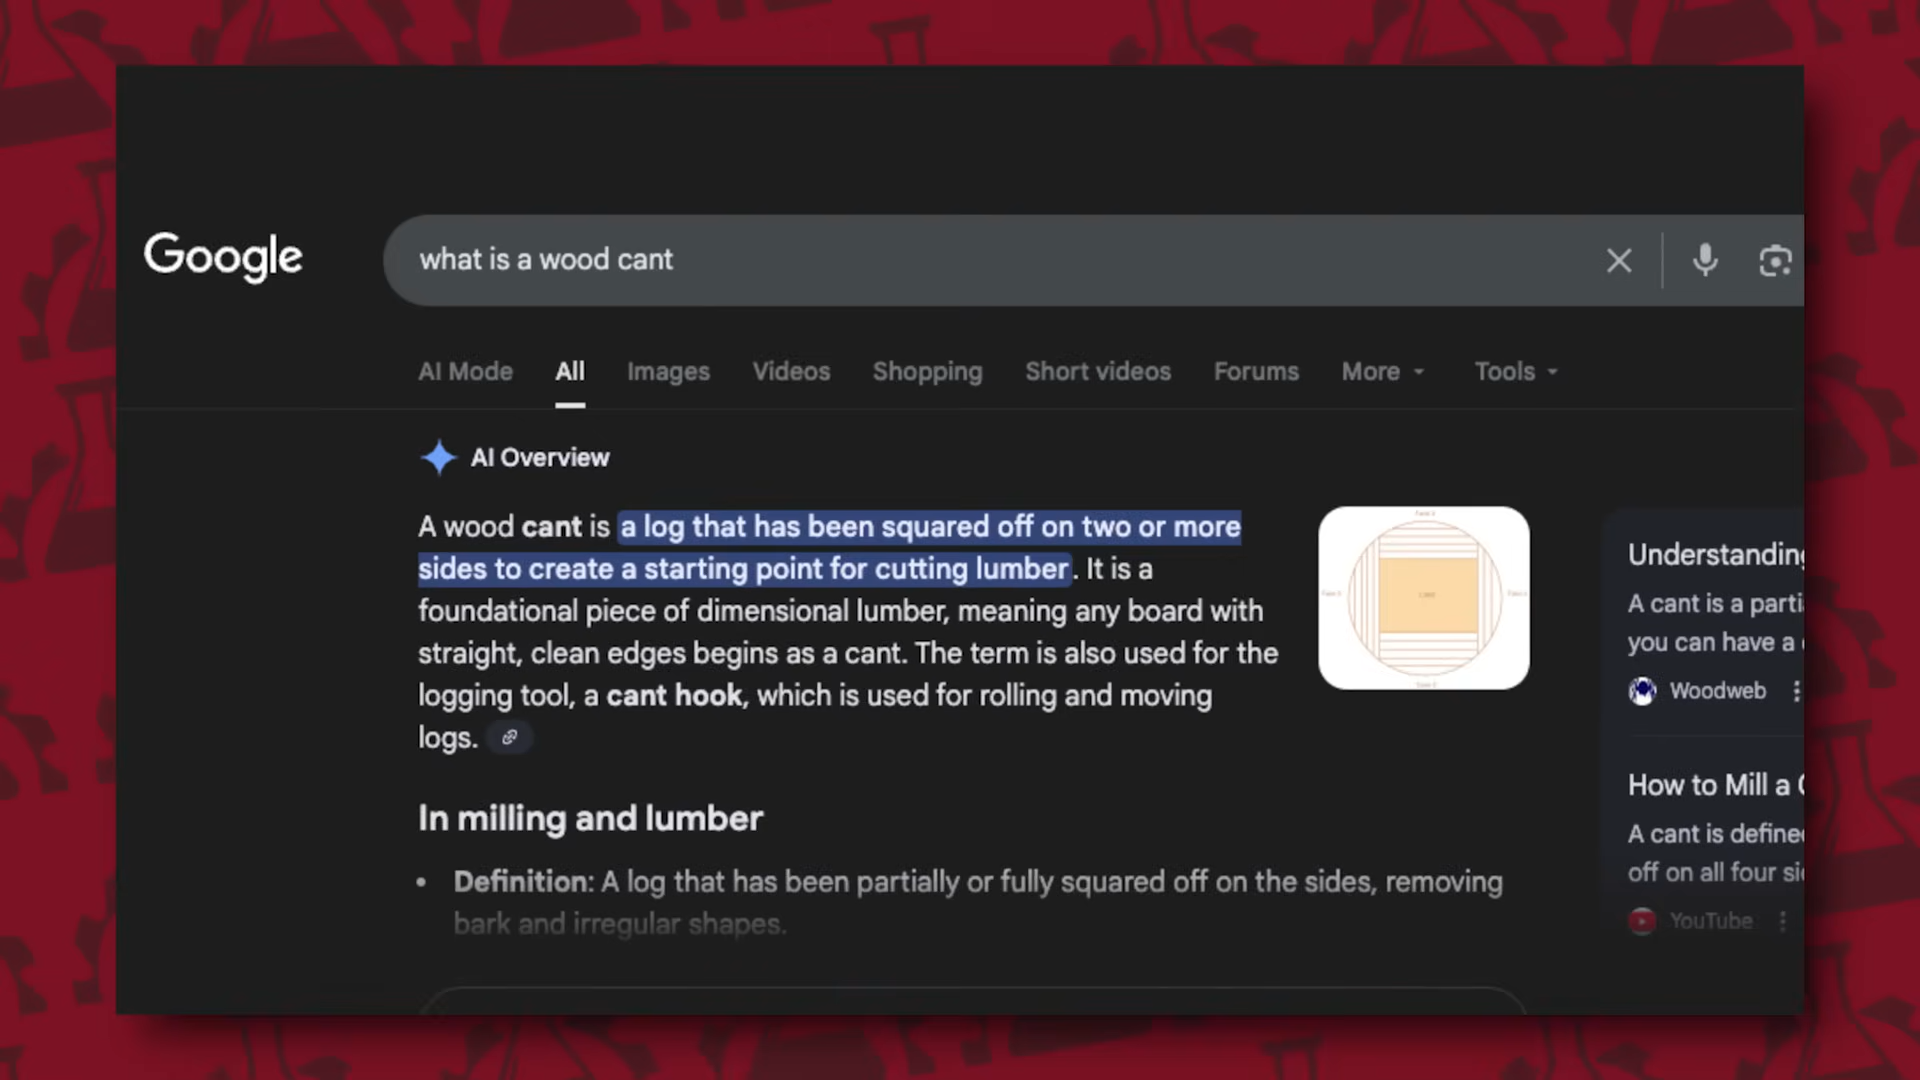 Google
what is a wood cant
AI Mode All Images Videos Shopping Short videos Forums More Tools
AI Overview
A wood cant is a log that has been squared off on two or more
sides to create a starting point for cutting lumber. It is a
foundational piece of dimensional lumber, meaning any board with
straight, clean edges begins as a cant. The term is also used for the
logging tool, a cant hook, which is used for rolling and moving
logs.
In milling and lumber
• Definition: A log that has been partially or fully squared off on the sides, removing
bark and irregular shapes.
Understanding
A cant is a parti
you can have a
Woodweb
How to Mill a
A cant is define
off on all four si
YouTube